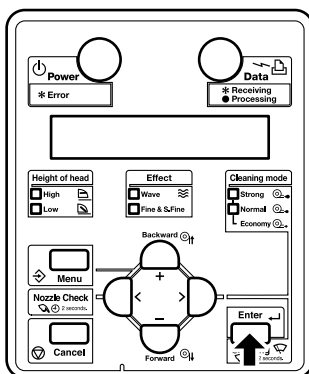 Power
Data
* Error
* Receiving
● Processing
Height of head
Effect
Cleaning mode
High
Wave
Strong
Low
Fine & S.Fine
Normal
Economy
Backward
Menu
+
< >
−
Nozzle Check
2 seconds.
Enter
Cancel
Forward
2 seconds.